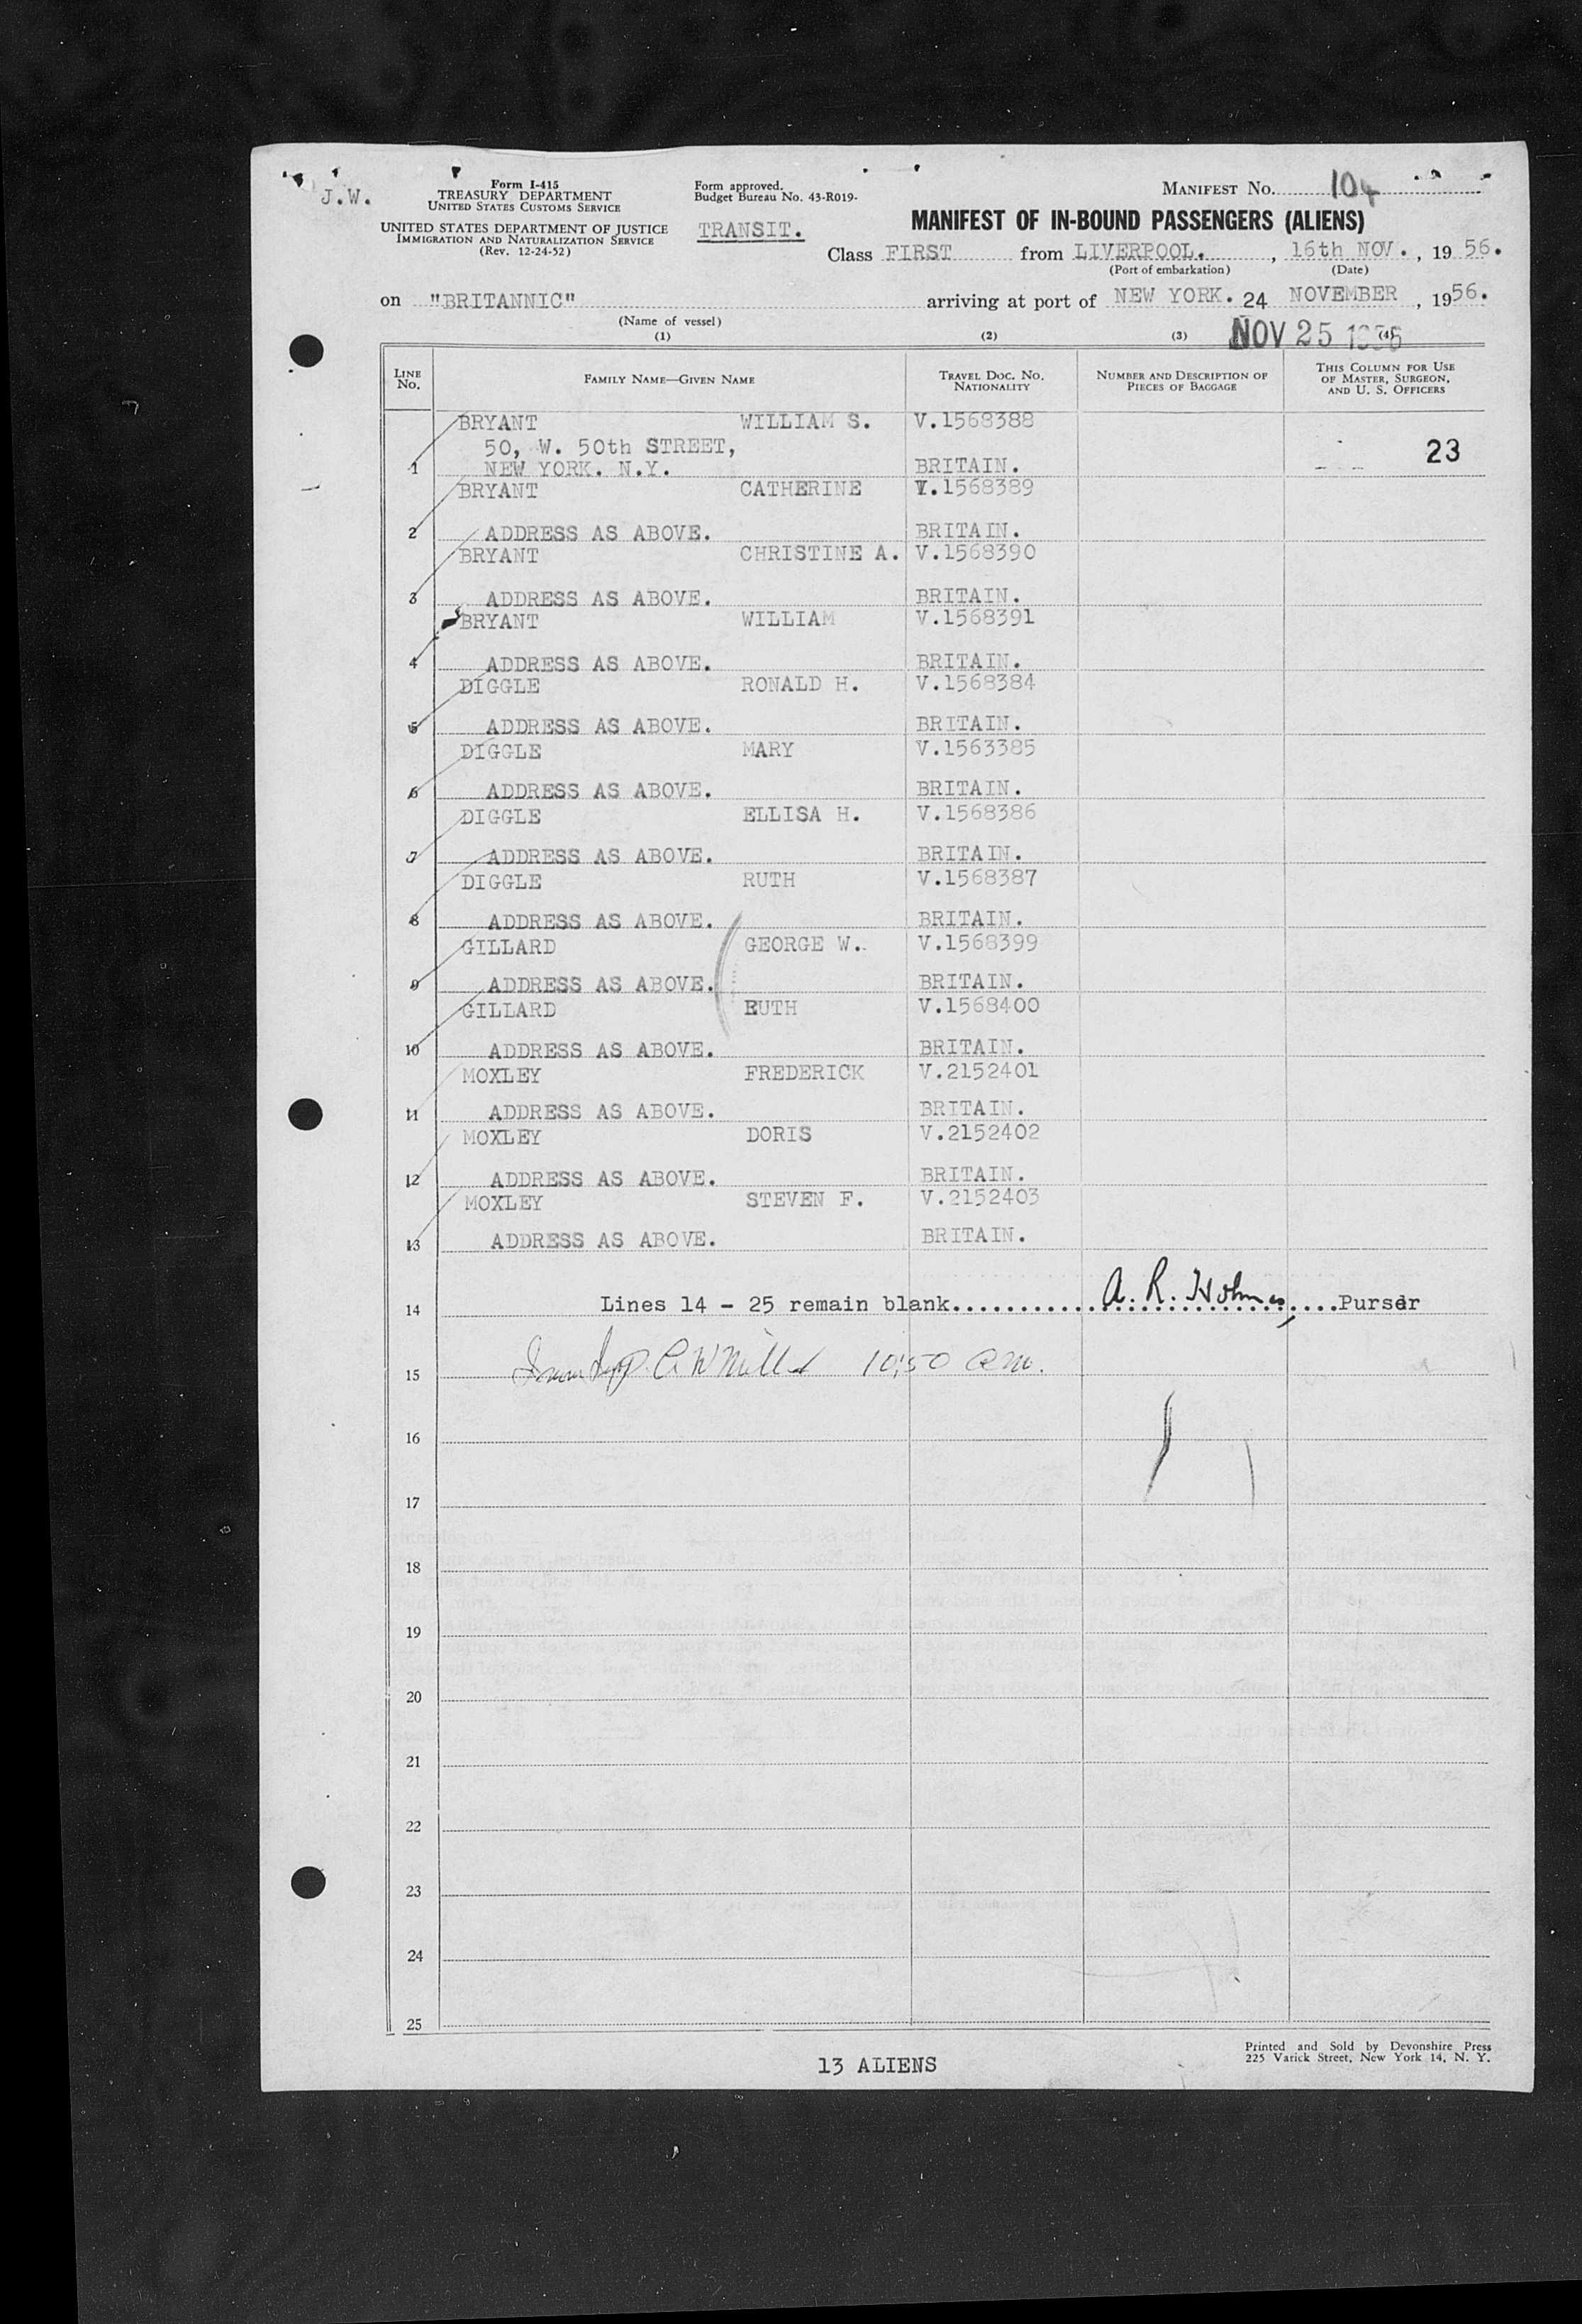 J.W.
Form I-415
TREASURY DEPARTMENT
UNITED STATES CUSTOMS SERVICE
UNITED STATES DEPARTMENT OF JUSTICE
IMMIGRATION AND NATURALIZATION SERVICE
(Rev. 12-24-52)
Form approved.
Budget Bureau No. 43-R019-
TRANSIT.
MANIFEST NO. 104
MANIFEST OF IN-BOUND PASSENGERS (ALIENS)
Class FIRST from LIVERPOOL. , 16th NOV. , 19 56.
(Port of embarkation) (Date)
on "BRITANNIC" arriving at port of NEW YORK. 24 NOVEMBER , 1956.
(Name of vessel)
NOV 25 1956
(1) (2) (3) (4)
LINE NO. FAMILY NAME—GIVEN NAME TRAVEL DOC. NO. NATIONALITY NUMBER AND DESCRIPTION OF PIECES OF BAGGAGE THIS COLUMN FOR USE OF MASTER, SURGEON, AND U. S. OFFICERS
BRYANT WILLIAM S. V.1568388
50, W. 50th STREET, 23
1 NEW YORK. N.Y. BRITAIN.
BRYANT CATHERINE V.1568389
2 ADDRESS AS ABOVE. BRITAIN.
BRYANT CHRISTINE A. V.1568390
3 ADDRESS AS ABOVE. BRITAIN.
BRYANT WILLIAM V.1568391
4 ADDRESS AS ABOVE. BRITAIN.
DIGGLE RONALD H. V.1568384
5 ADDRESS AS ABOVE. BRITAIN.
DIGGLE MARY V.1563385
6 ADDRESS AS ABOVE. BRITAIN.
DIGGLE ELLISA H. V.1568386
7 ADDRESS AS ABOVE. BRITAIN.
DIGGLE RUTH V.1568387
8 ADDRESS AS ABOVE. BRITAIN.
GILLARD GEORGE W. V.1568399
9 ADDRESS AS ABOVE. BRITAIN.
GILLARD RUTH V.1568400
10 ADDRESS AS ABOVE. BRITAIN.
MOXLEY FREDERICK V.2152401
11 ADDRESS AS ABOVE. BRITAIN.
MOXLEY DORIS V.2152402
12 ADDRESS AS ABOVE. BRITAIN.
MOXLEY STEVEN F. V.2152403
13 ADDRESS AS ABOVE. BRITAIN.
14 Lines 14 - 25 remain blank.......... A. R. Holmes ....Purser
15 10:50 am.
16
17
18
19
20
21
22
23
24
25
13 ALIENS
Printed and Sold by Devonshire Press
225 Varick Street, New York 14, N. Y.